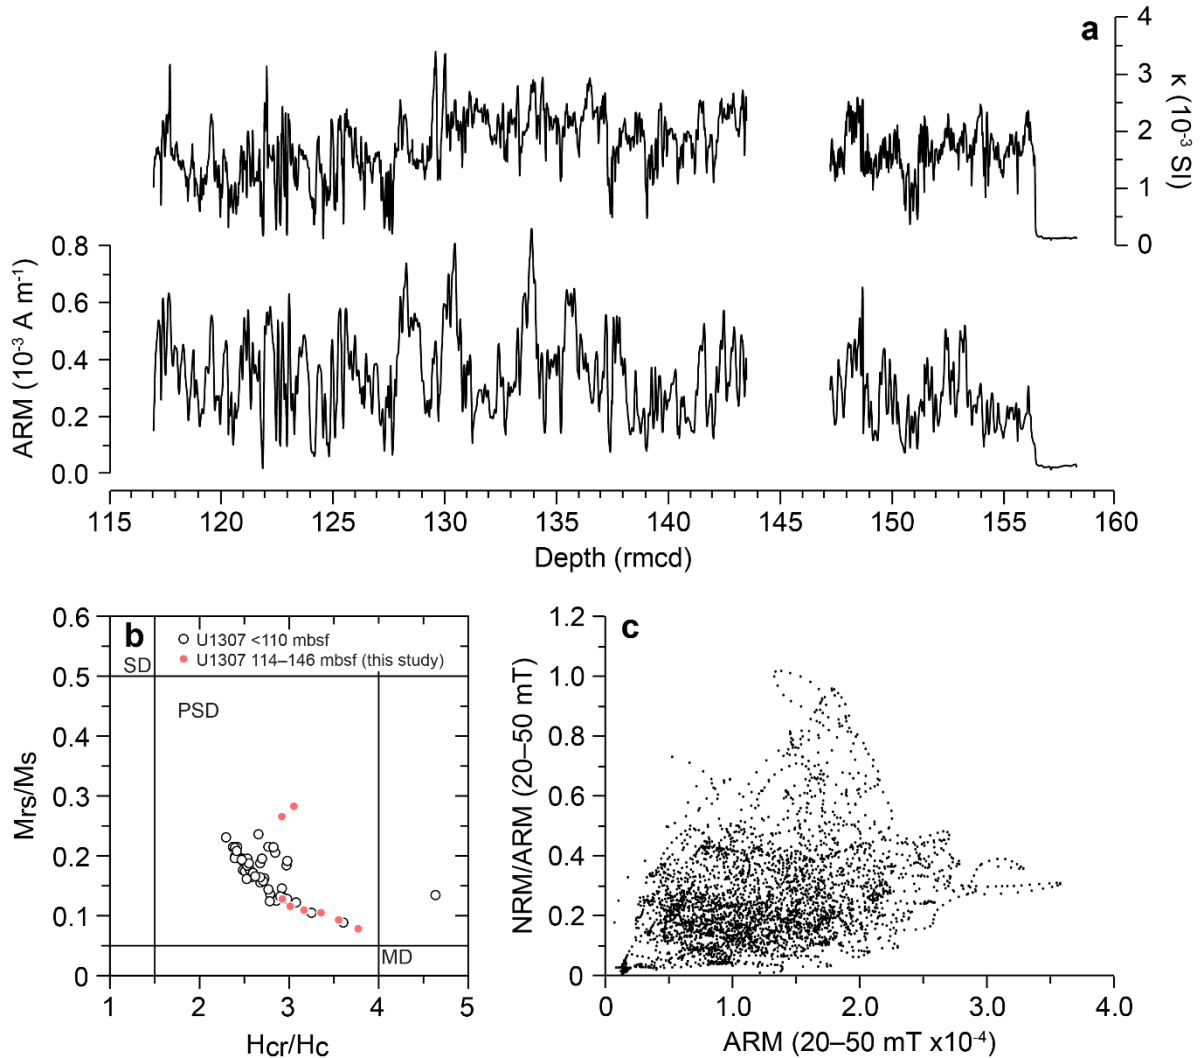 a
4
3
2
1
0
κ (10⁻³ SI)
0.8
0.6
0.4
0.2
0.0
ARM (10⁻³ A m⁻¹)
115 120 125 130 135 140 145 150 155 160
Depth (rmcd)
b
U1307 <110 mbsf
U1307 114–146 mbsf (this study)
SD
PSD
MD
0.6
0.5
0.4
0.3
0.2
0.1
0
Mrs/Ms
1 2 3 4 5
Hcr/Hc
c
1.2
1.0
0.8
0.6
0.4
0.2
0
NRM/ARM (20–50 mT)
0 1.0 2.0 3.0 4.0
ARM (20–50 mT x10⁻⁴)